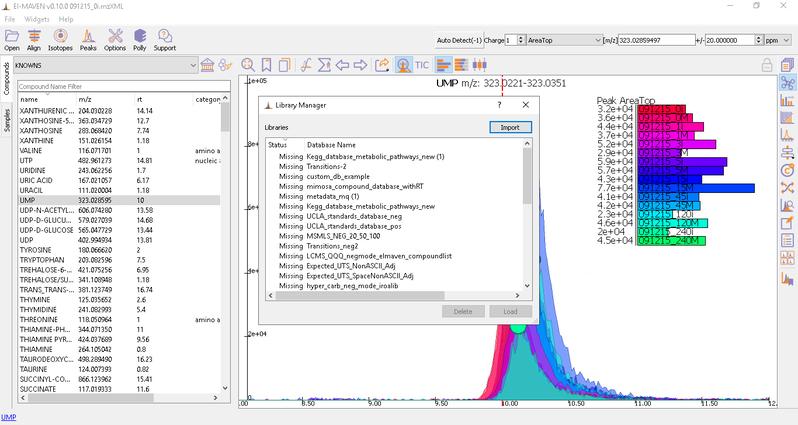 El-MAVEN v0.10.0 091215_0i.mzXML
File Widgets Help
Open Align Isotopes Peaks Options Polly Support
Auto Detect(-1) Charge 1 AreaTop [m/z] 323.02859497 +/- 20.000000 ppm
Compounds
Samples
KNOWNS
TIC
Compound Name Filter
name m/z rt categor
XANTHURENIC ... 204.030228 14.14
XANTHOSINE-5... 363.034729 12.7
XANTHOSINE 283.068420 7.74
XANTHINE 151.026154 1.18
VALINE 116.071701 1 amino a
UTP 482.961273 14.81 nucleic a
URIDINE 243.062256 1.7
URIC ACID 167.021057 6.17
URACIL 111.020004 1.18
UMP 323.028595 10
UDP-N-ACETYL... 606.074280 13.58
UDP-D-GLUCU... 579.027039 14.68
UDP-D-GLUCOSE 565.047729 13.44
UDP 402.994934 13.81
TYROSINE 180.066620 2
TRYPTOPHAN 203.082596 7.5
TREHALOSE-6-... 421.075256 6.95
TREHALOSE/SU... 341.108948 1.18
TRANS_TRANS-... 381.123749 16.74
THYMINE 125.035652 2.6
THYMIDINE 241.082993 5.4
THREONINE 118.050964 1 amino a
THIAMINE-PH... 344.071350 11
THIAMINE PYR... 424.037689 9.56
THIAMINE 264.105042 0.8
TAURODEOXYC... 498.289490 16.23
TAURINE 124.007393 0.82
SUCCINYL-CO... 866.123962 15.41
SUCCINATE 117.019333 11.6
UMP
1e+05
UMP m/z: 323.0221-323.0351
Library Manager
?
Libraries
Import
Status Database Name
Missing Kegg_database_metabolic_pathways_new (1)
Missing Transitions-2
Missing custom_db_example
Missing mimosa_compound_database_withRT
Missing metadata_mq (1)
Missing Kegg_database_metabolic_pathways_new
Missing UCLA_standards_database_neg
Missing UCLA_standards_database_pos
Missing MSMLS_NEG_20_50_100
Missing Transitions_neg2
Missing LCMS_QQQ_negmode_elmaven_compoundlist
Missing Expected_UTS_NonASCII_Adj
Missing Expected_UTS_SpaceNonASCII_Adj
Missing hyper_carb_neg_mode_iroalib
Delete Load
Peak AreaTop
3.2e+04 091215_0i
3.6e+04 091215_0M
4.4e+04 091215_1i
3.7e+04 091215_1M
5.2e+04 091215_3i
2.9e+04 091215_3M
5.9e+04 091215_5i
5.7e+04 091215_5M
4.3e+04 091215_15i
7.7e+04 091215_15M
4.1e+04 091215_45i
4.2e+04 091215_45M
2.3e+04 091215_120i
4.6e+04 091215_120M
2e+04 091215_240i
4.5e+04 091215_240M
2e+04
8.00 8.50 9.00 9.50 10.00 10.50 11.00 11.50 12.